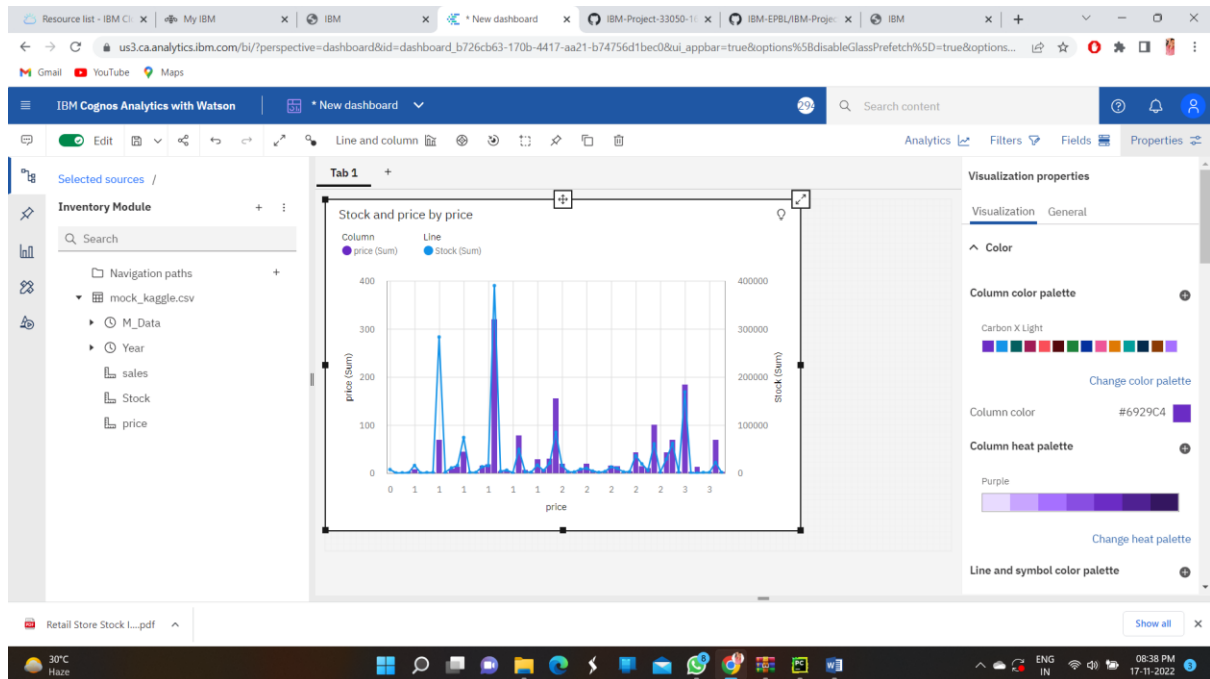 Resource list - IBM Cl
My IBM
IBM
* New dashboard
IBM-Project-33050-1
IBM-EPBL/IBM-Projec
IBM
us3.ca.analytics.ibm.com/bi/?perspective=dashboard&id=dashboard_b726cb63-170b-4417-aa21-b74756d1bec0&ui_appbar=true&options%5BdisableGlassPrefetch%5D=true&options...
Gmail YouTube Maps
IBM Cognos Analytics with Watson
* New dashboard
294
Search content
Edit
Line and column
Analytics
Filters
Fields
Properties
Selected sources /
Inventory Module
Search
Navigation paths
mock_kaggle.csv
M_Data
Year
sales
Stock
price
Tab 1
Stock and price by price
Column Line
price (Sum) Stock (Sum)
400
300
200
100
0
price (Sum)
400000
300000
200000
100000
0
Stock (Sum)
0 1 1 1 1 1 1 2 2 2 2 2 3 3
price
Visualization properties
Visualization General
Color
Column color palette
Carbon X Light
Change color palette
Column color #6929C4
Column heat palette
Purple
Change heat palette
Line and symbol color palette
Retail Store Stock I....pdf
Show all
30°C
Haze
8
ENG
IN
08:38 PM
17-11-2022
3